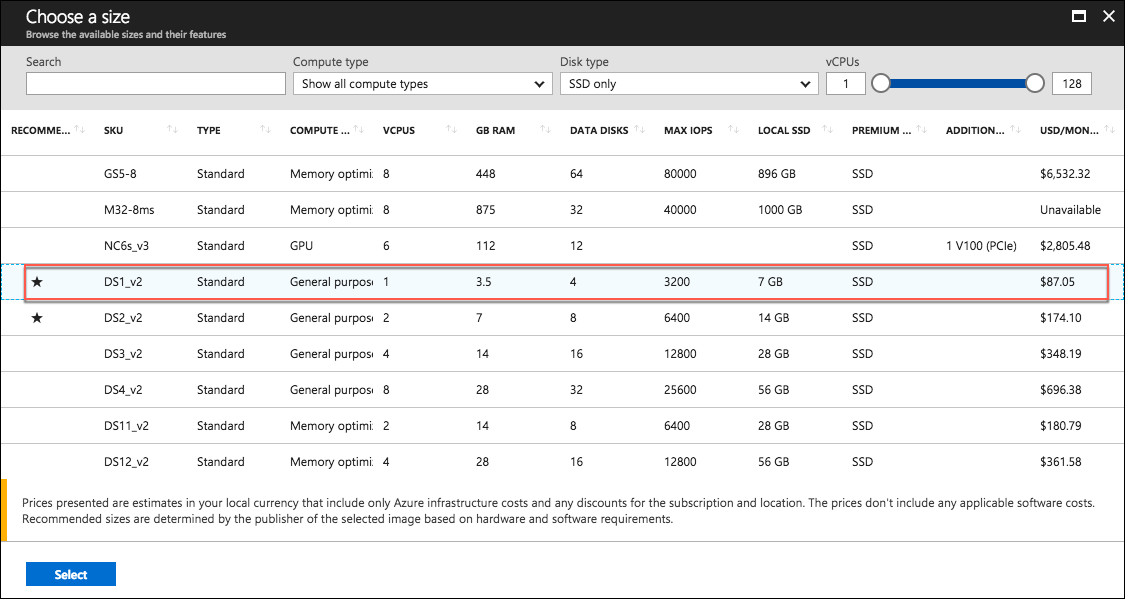 Choose a size
Browse the available sizes and their features
Search Compute type Disk type vCPUs
Show all compute types SSD only 1 128
RECOMME... SKU TYPE COMPUTE ... VCPUS GB RAM DATA DISKS MAX IOPS LOCAL SSD PREMIUM ... ADDITION... USD/MON...
GS5-8 Standard Memory optimi 8 448 64 80000 896 GB SSD $6,532.32
M32-8ms Standard Memory optimi 8 875 32 40000 1000 GB SSD Unavailable
NC6s_v3 Standard GPU 6 112 12 SSD 1 V100 (PCIe) $2,805.48
★ DS1_v2 Standard General purpose 1 3.5 4 3200 7 GB SSD $87.05
★ DS2_v2 Standard General purpose 2 7 8 6400 14 GB SSD $174.10
DS3_v2 Standard General purpose 4 14 16 12800 28 GB SSD $348.19
DS4_v2 Standard General purpose 8 28 32 25600 56 GB SSD $696.38
DS11_v2 Standard Memory optimi 2 14 8 6400 28 GB SSD $180.79
DS12_v2 Standard Memory optimi 4 28 16 12800 56 GB SSD $361.58
Prices presented are estimates in your local currency that include only Azure infrastructure costs and any discounts for the subscription and location. The prices don't include any applicable software costs.
Recommended sizes are determined by the publisher of the selected image based on hardware and software requirements.
Select